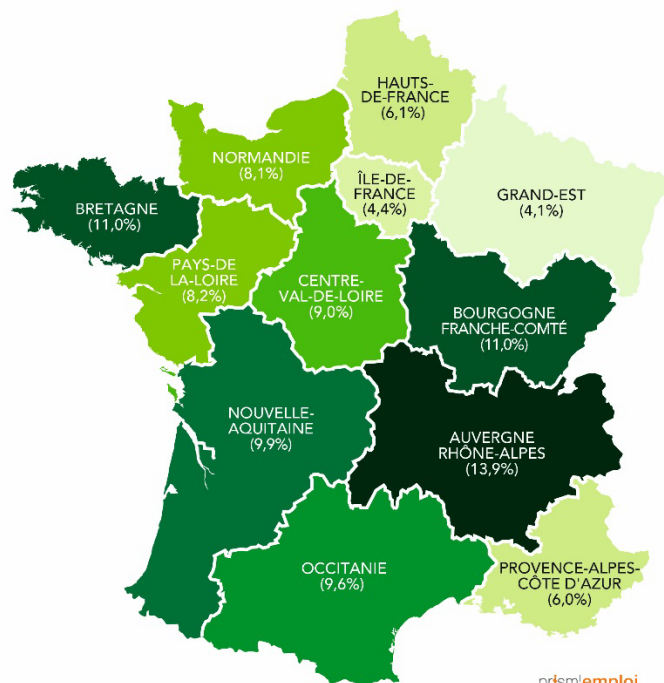 HAUTS-
DE-FRANCE
(6,1%)
NORMANDIE
(8,1%)
ÎLE-DE-
FRANCE
(4,4%)
GRAND-EST
(4,1%)
BRETAGNE
(11,0%)
PAYS-DE
LA-LOIRE
(8,2%)
CENTRE-
VAL-DE-LOIRE
(9,0%)
BOURGOGNE
FRANCHE-COMTÉ
(11,0%)
NOUVELLE-
AQUITAINE
(9,9%)
AUVERGNE
RHÔNE-ALPES
(13,9%)
OCCITANIE
(9,6%)
PROVENCE-ALPES-
CÔTE D'AZUR
(6,0%)
prism'emploi